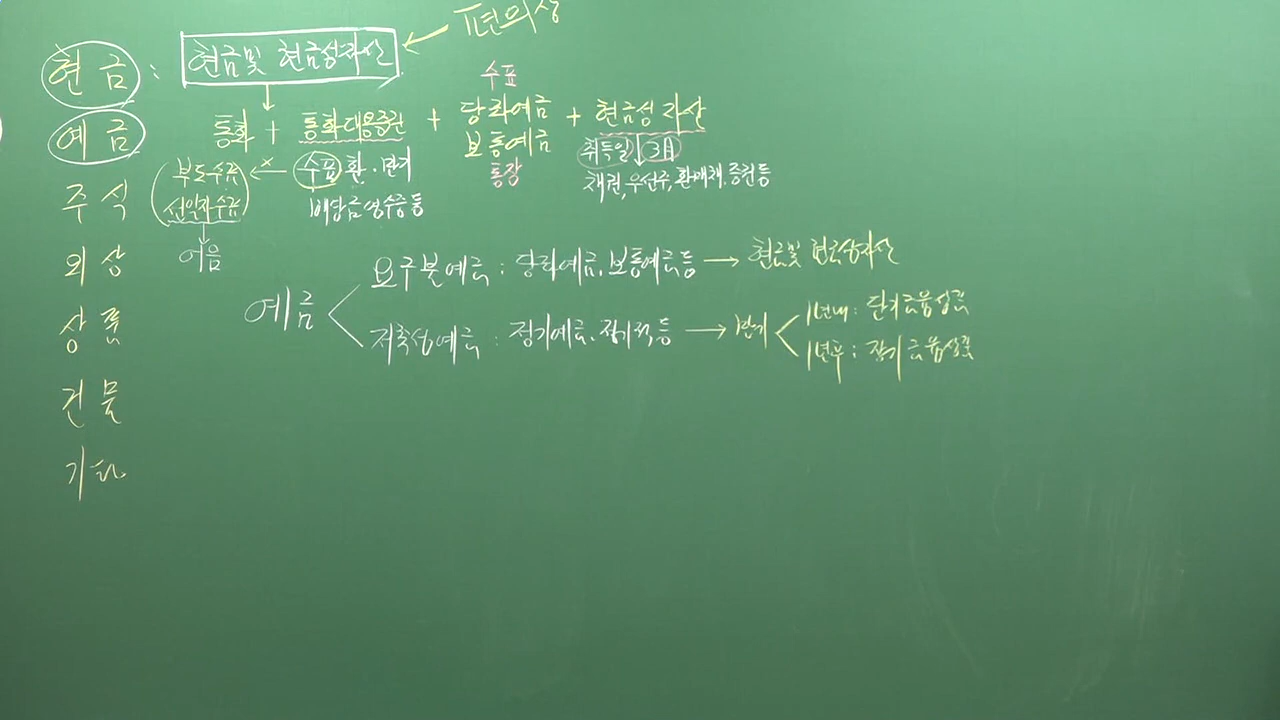 편의상
현금 : 현금및 현금성자산
수표
통화 + 통화대용증권 + 당좌예금 + 현금성 자산
예금
보통예금
취득일 3月
부도수표 ← x 수표 환·만기
통장
채권, 우선주, 환매채, 증권등
주식
선일자수표
배당금영수증 등
어음
외상
요구불예금 : 당좌예금, 보통예금등 → 현금및 현금성자산
예금
상품
저축성예금 : 정기예금, 정기적 등 → 만기
1년내 : 단기금융상품
1년후 : 장기금융상품
건물
기타